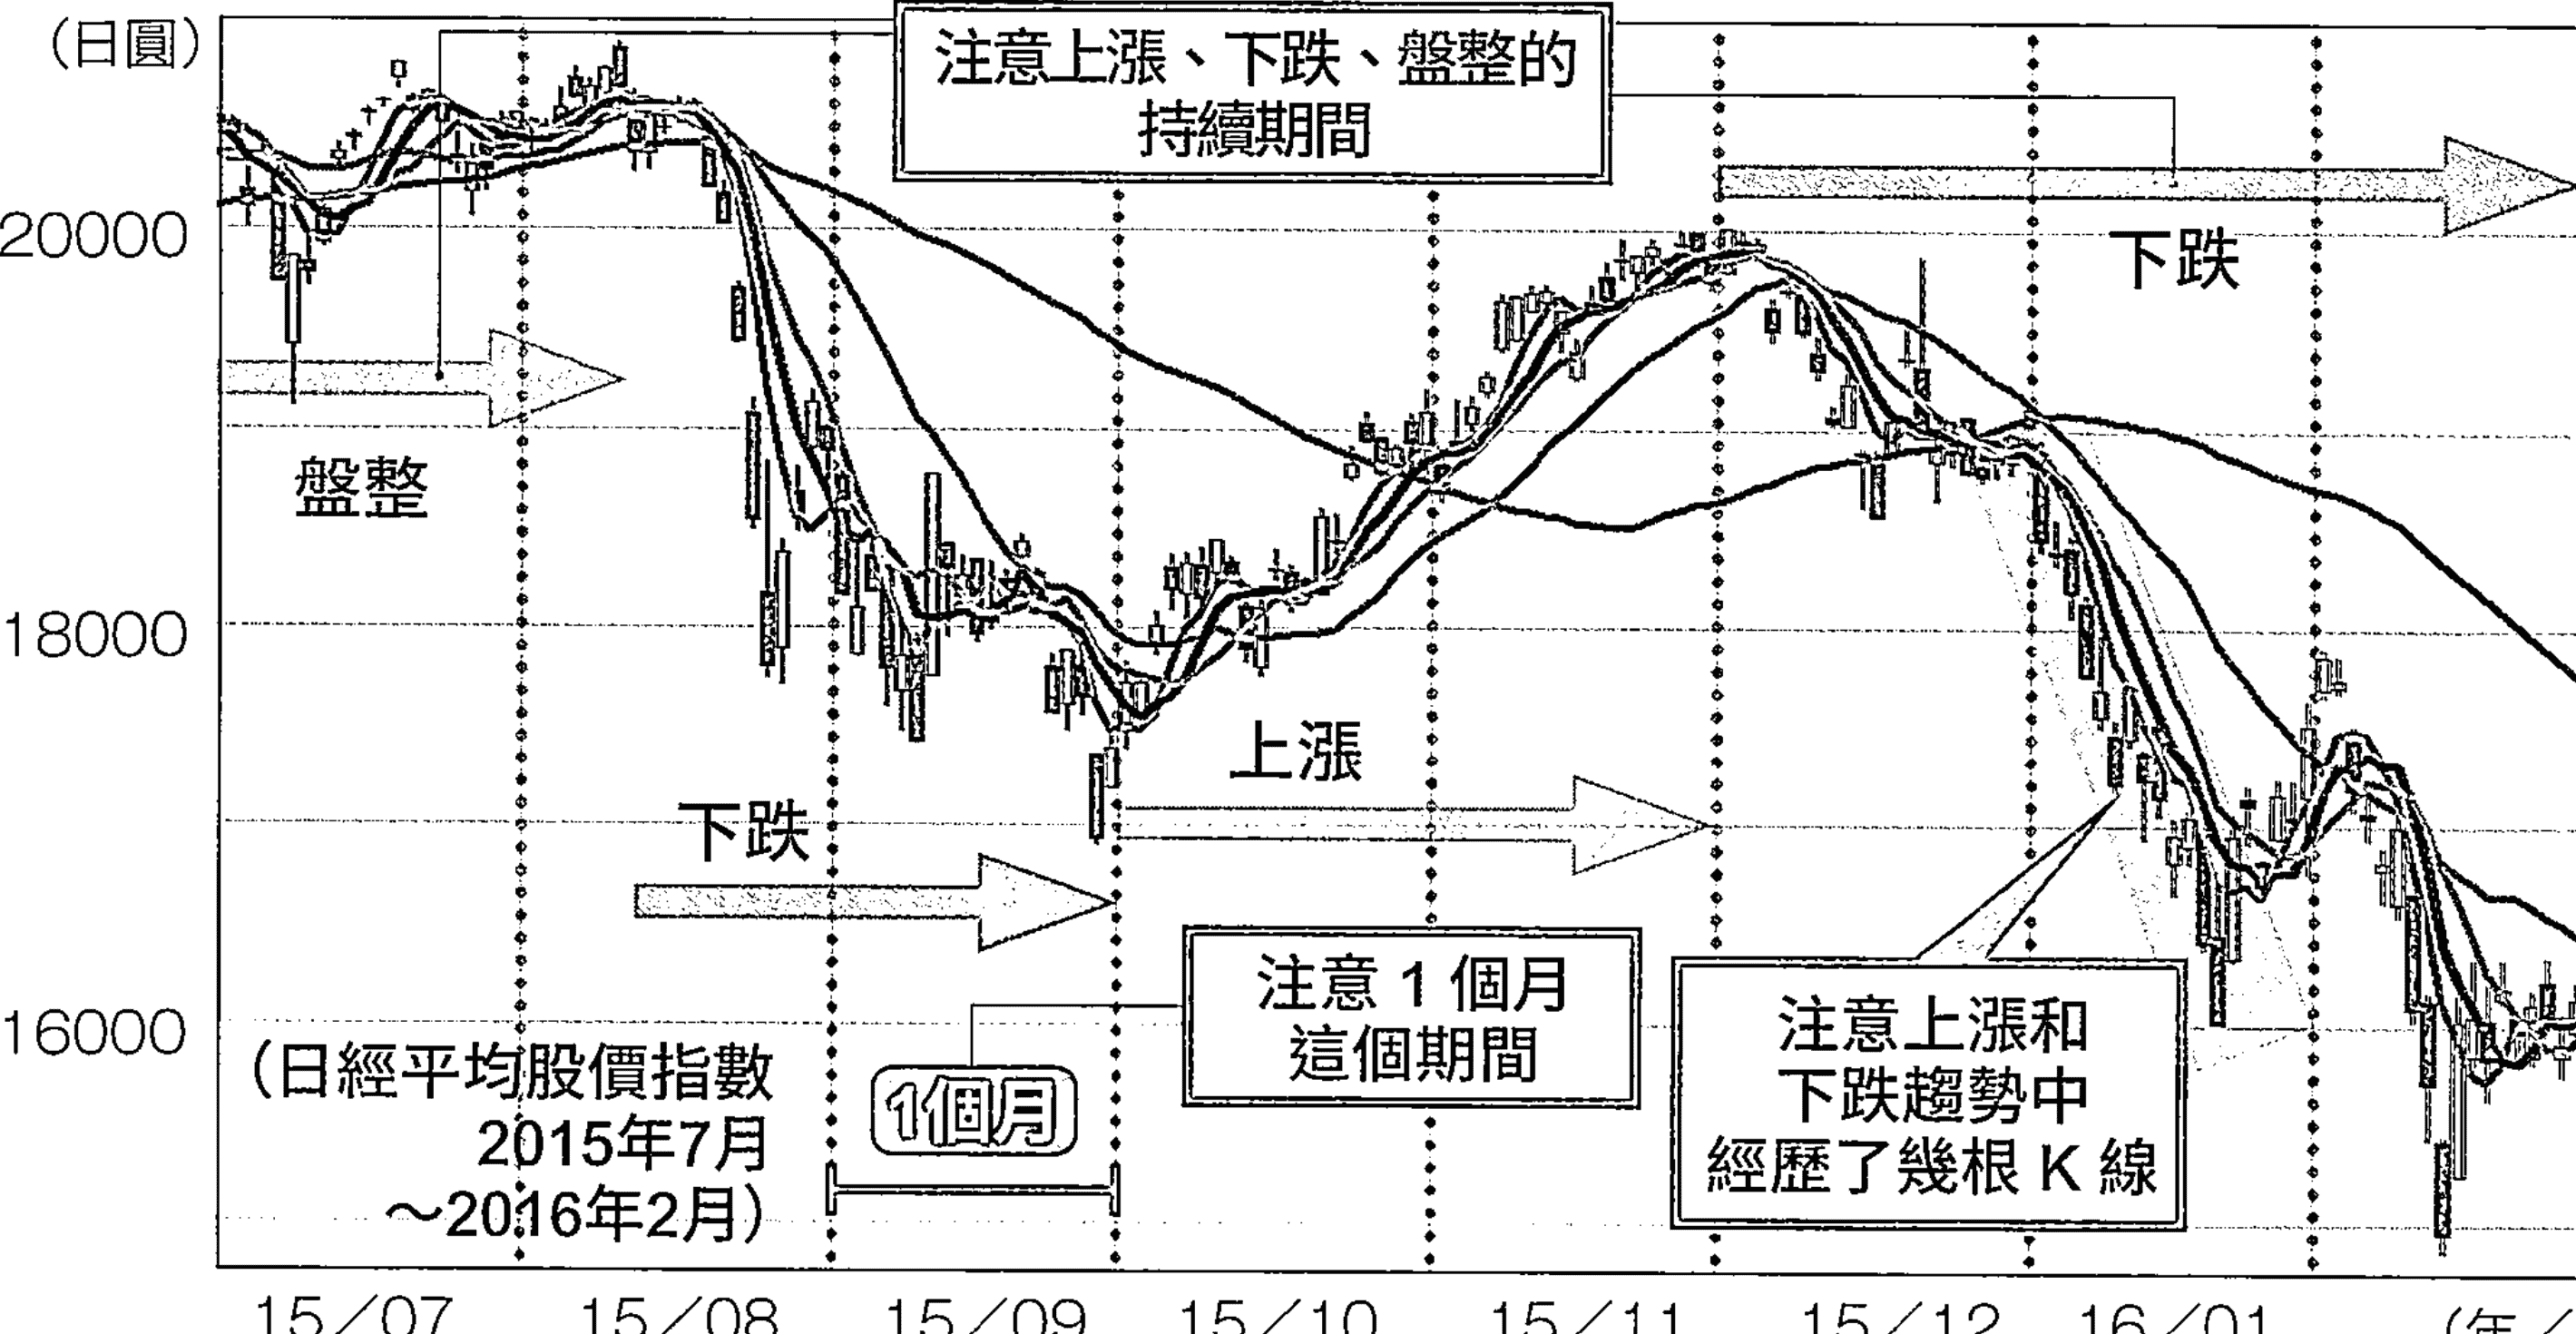 (日圓)
注意上漲、下跌、盤整的
持續期間
20000
下跌
盤整
18000
上漲
下跌
16000
注意 1 個月
這個期間
注意上漲和
下跌趨勢中
經歷了幾根 K 線
(日經平均股價指數
2015年7月
～2016年2月)
1個月
15／07
15／08
15／09
15／10
15／11
15／12
16／01
(年／